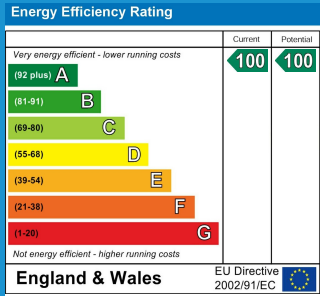 Energy Efficiency Rating
Current Potential
Very energy efficient - lower running costs
100 100
(92 plus) A
(81-91) B
(69-80) C
(55-68) D
(39-54) E
(21-38) F
(1-20) G
Not energy efficient - higher running costs
England & Wales
EU Directive
2002/91/EC